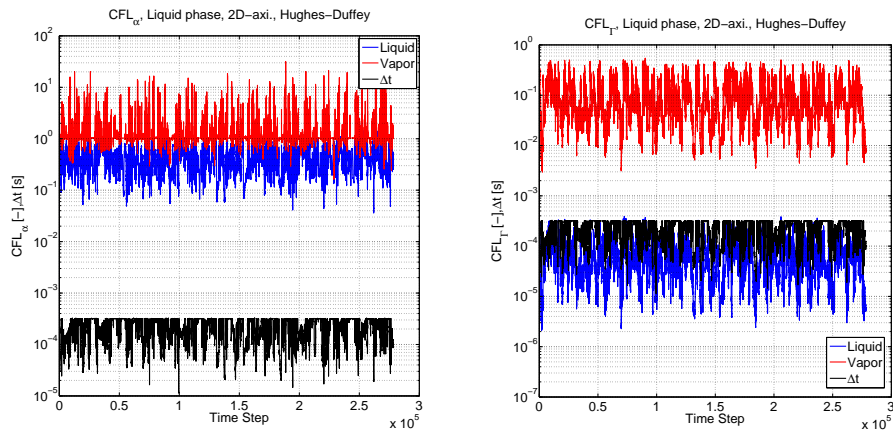 CFL_α, Liquid phase, 2D−axi., Hughes−Duffey
10^2
10^1
10^0
10^−1
10^−2
10^−3
10^−4
10^−5
CFL_α [−],Δt [s]
Liquid
Vapor
Δt
0 0.5 1 1.5 2 2.5 3
Time Step
x 10^5
CFL_Γ, Liquid phase, 2D−axi., Hughes−Duffey
10^0
10^−1
10^−2
10^−3
10^−4
10^−5
10^−6
10^−7
CFL_Γ [−],Δt [s]
Liquid
Vapor
Δt
0 0.5 1 1.5 2 2.5 3
Time Step
x 10^5